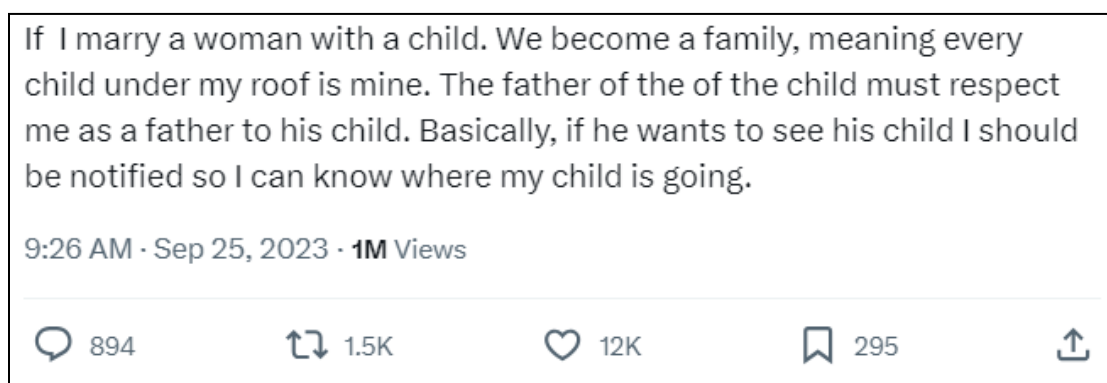 If I marry a woman with a child. We become a family, meaning every
child under my roof is mine. The father of the of the child must respect
me as a father to his child. Basically, if he wants to see his child I should
be notified so I can know where my child is going.
9:26 AM · Sep 25, 2023 · 1M Views
894 1.5K 12K 295